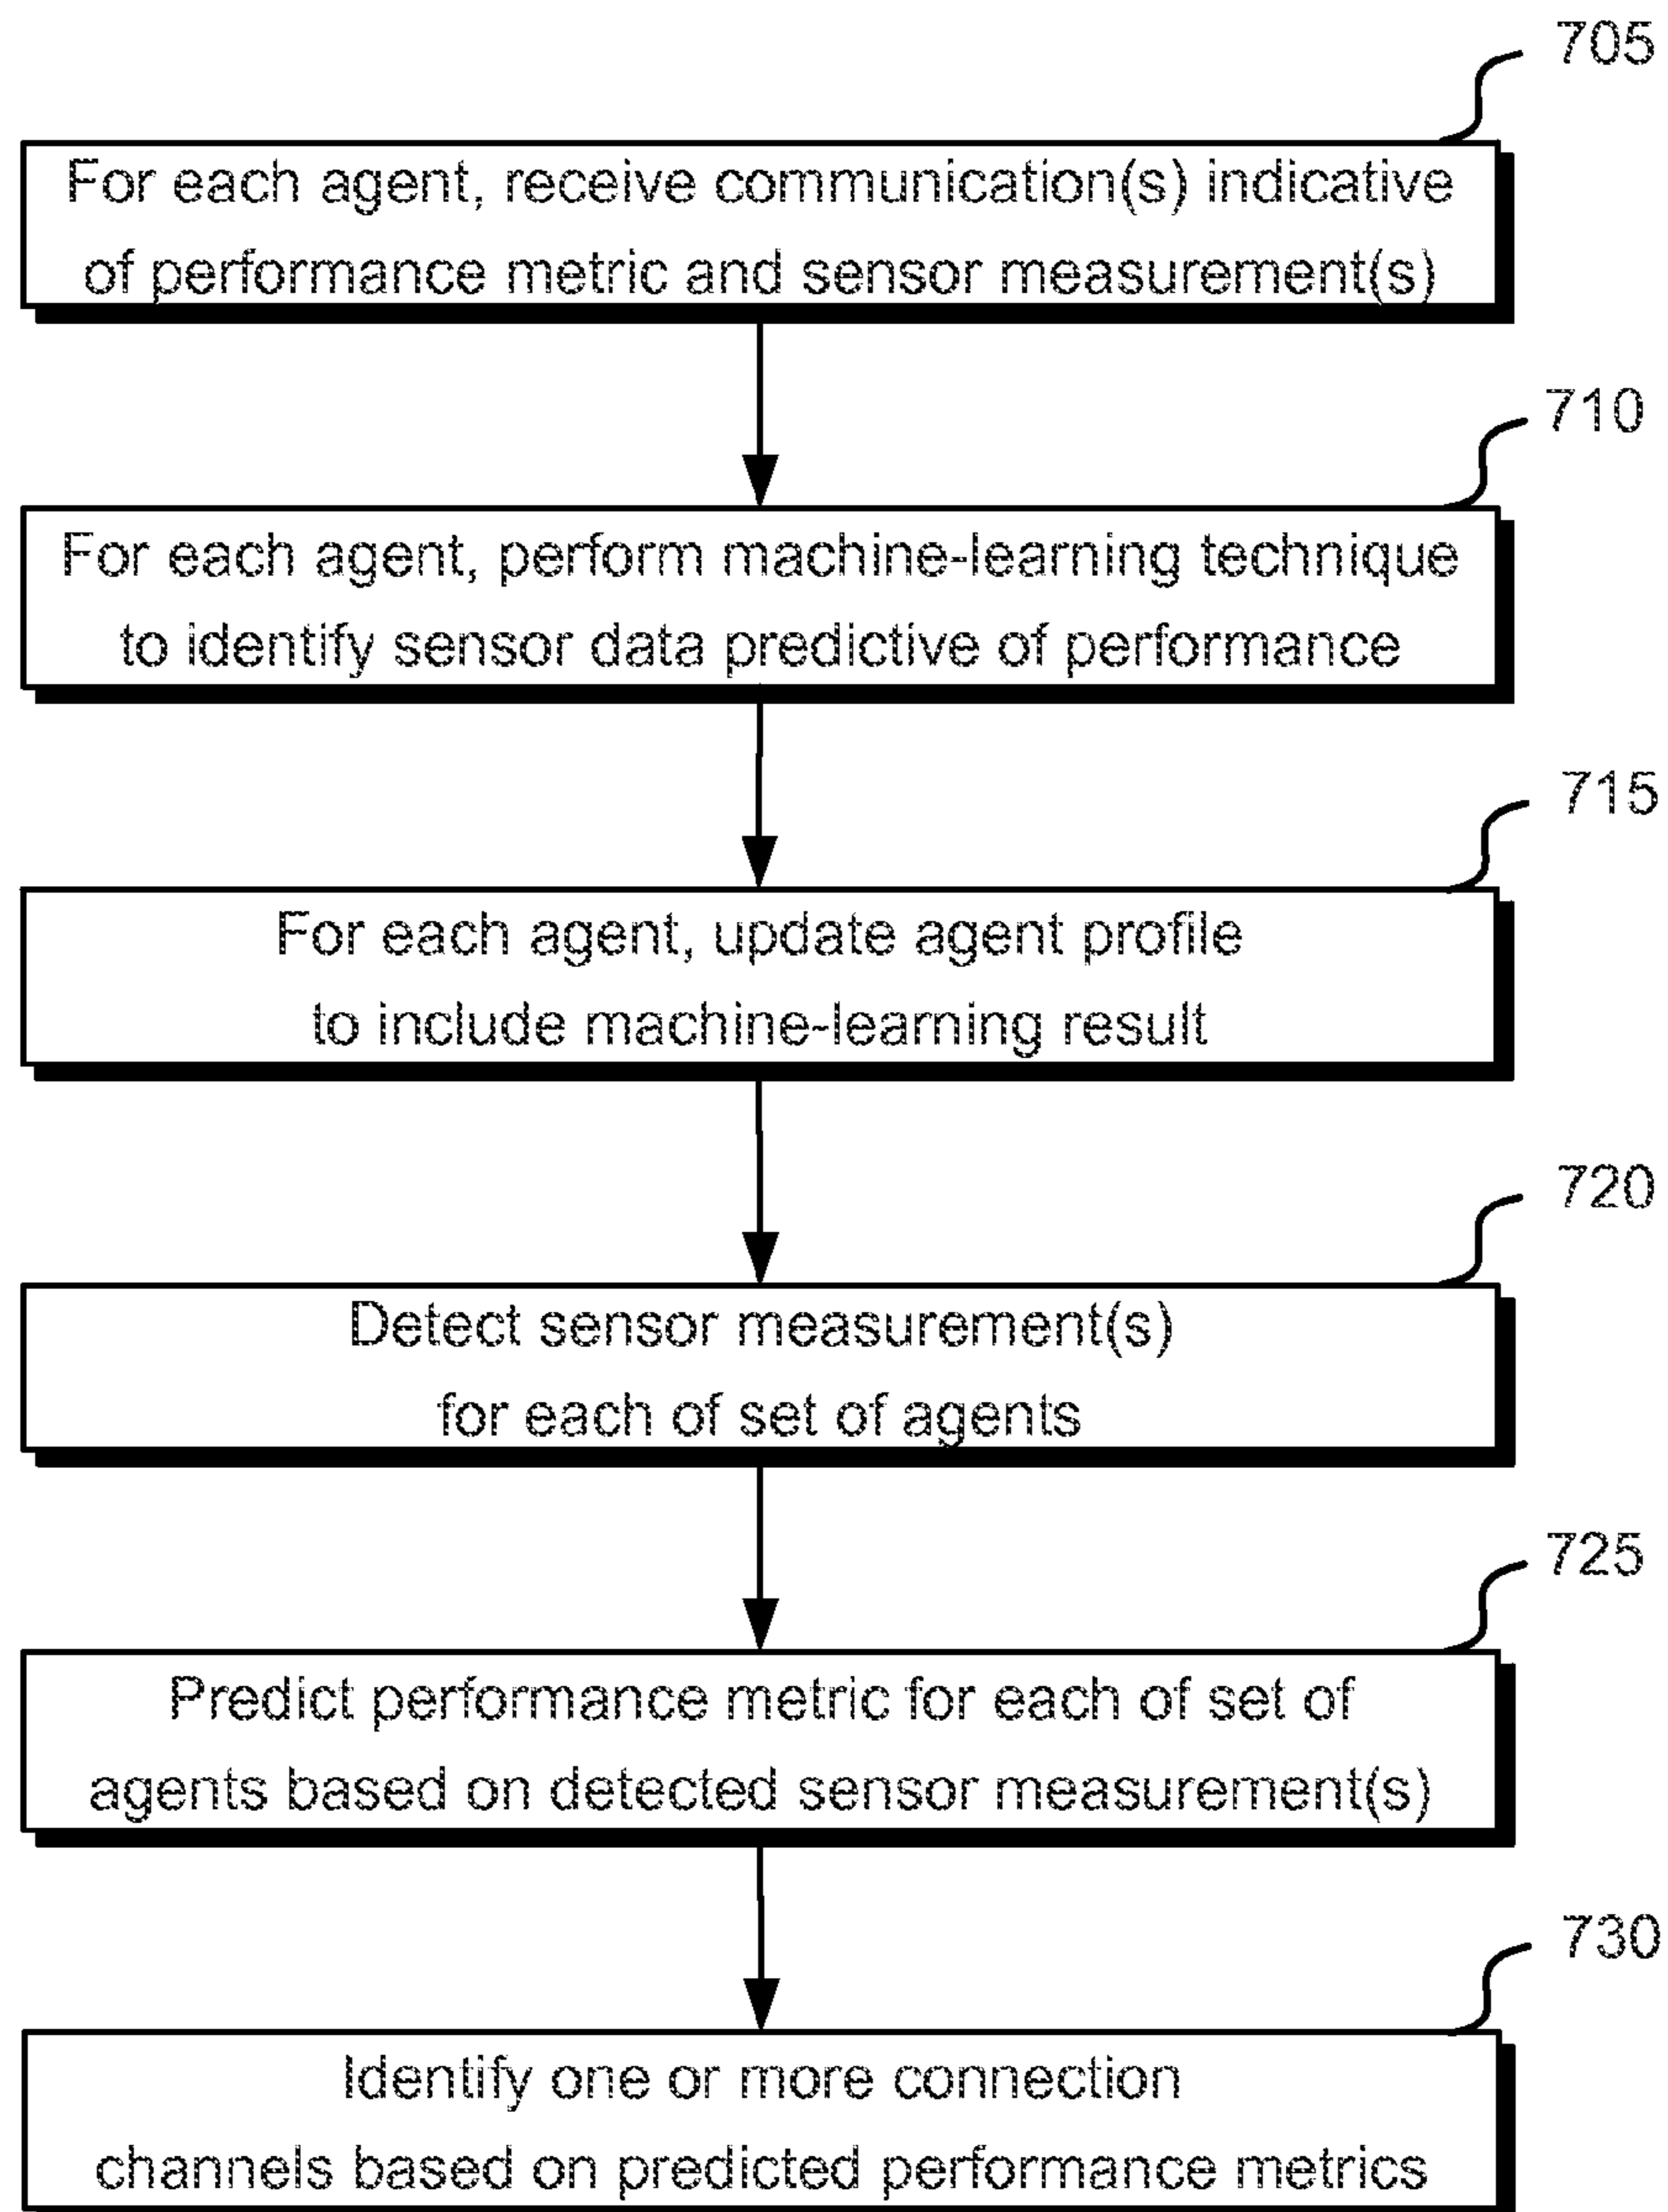 705
For each agent, receive communication(s) indicative
of performance metric and sensor measurement(s)
710
For each agent, perform machine-learning technique
to identify sensor data predictive of performance
715
For each agent, update agent profile
to include machine-learning result
720
Detect sensor measurement(s)
for each of set of agents
725
Predict performance metric for each of set of
agents based on detected sensor measurement(s)
730
Identify one or more connection
channels based on predicted performance metrics